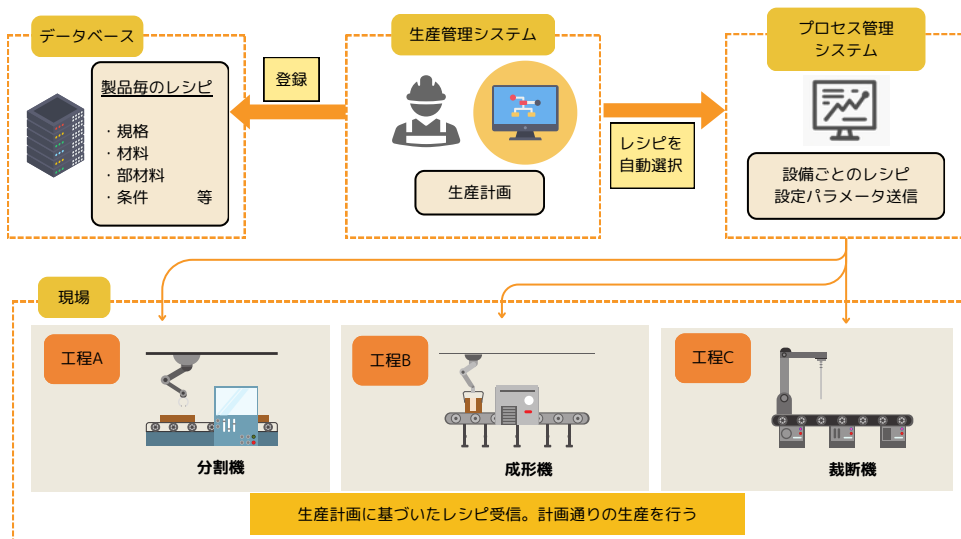 データベース
製品毎のレシピ
・規格
・材料
・部材料
・条件　　　等
登録
生産管理システム
生産計画
レシピを
自動選択
プロセス管理
システム
設備ごとのレシピ
設定パラメータ送信
現場
工程A
分割機
工程B
成形機
工程C
裁断機
生産計画に基づいたレシピ受信。計画通りの生産を行う